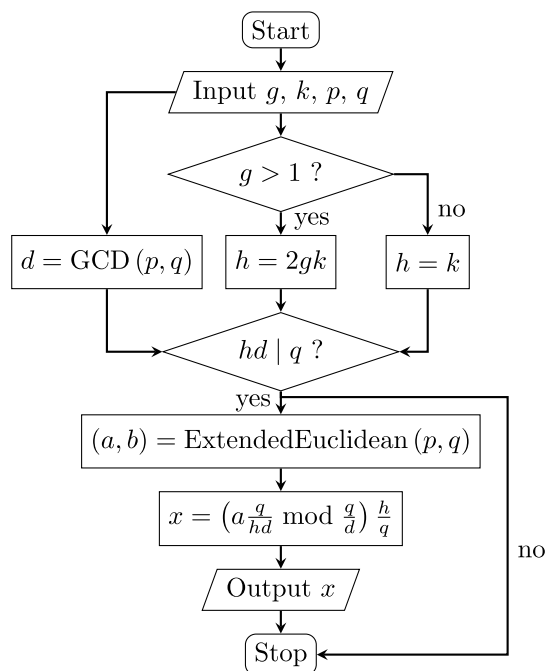 Start
Input g, k, p, q
g > 1 ?
yes
no
d = GCD (p, q)
h = 2gk
h = k
hd | q ?
yes
(a, b) = ExtendedEuclidean (p, q)
x = (a q/hd mod q/d) h/q
no
Output x
Stop